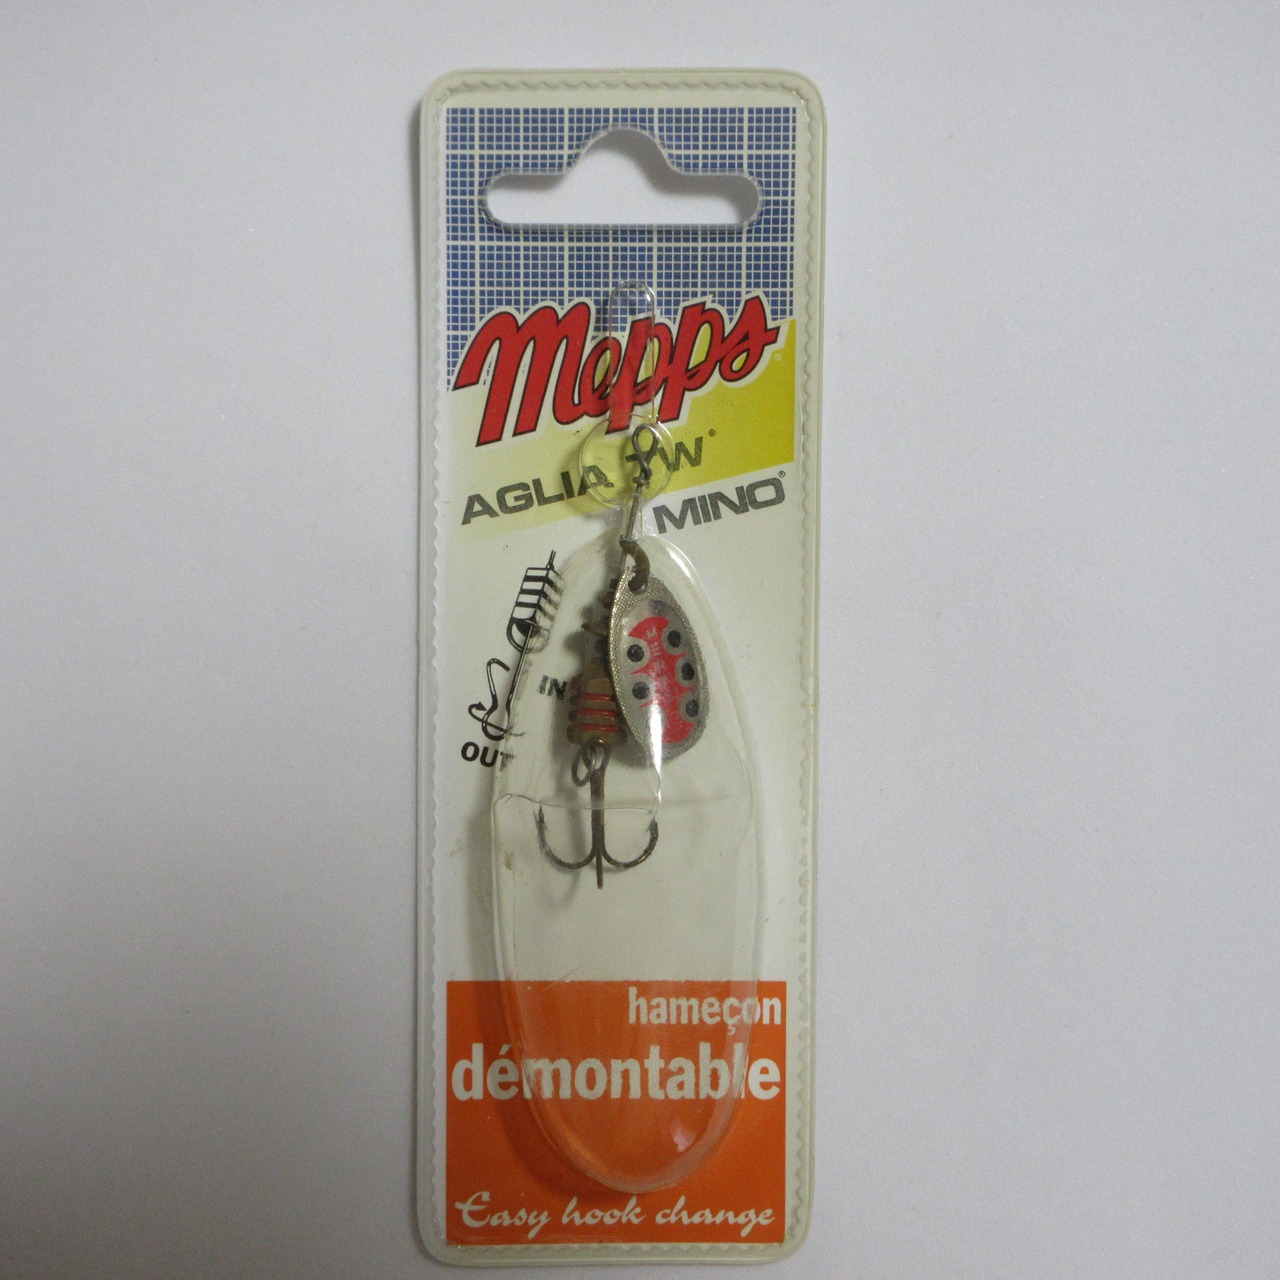 Mepps
AGLIA TW®
MINO®
IN
OUT
hameçon
démontable
Easy hook change